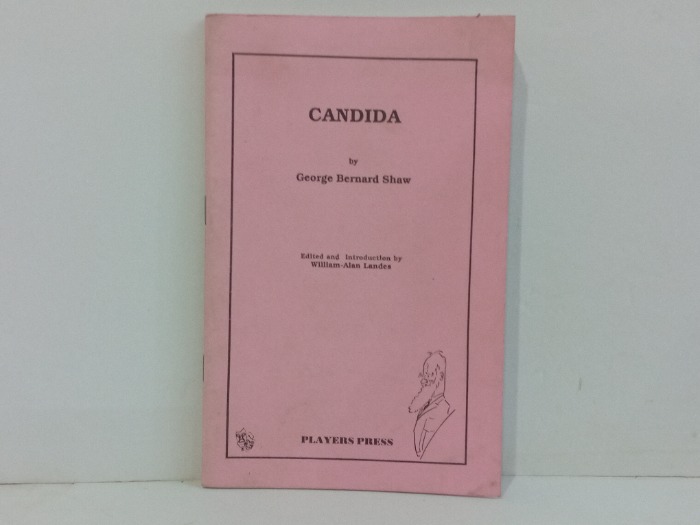 CANDIDA
by
George Bernard Shaw
Edited and Introduction by
William-Alan Landes
PLAYERS PRESS